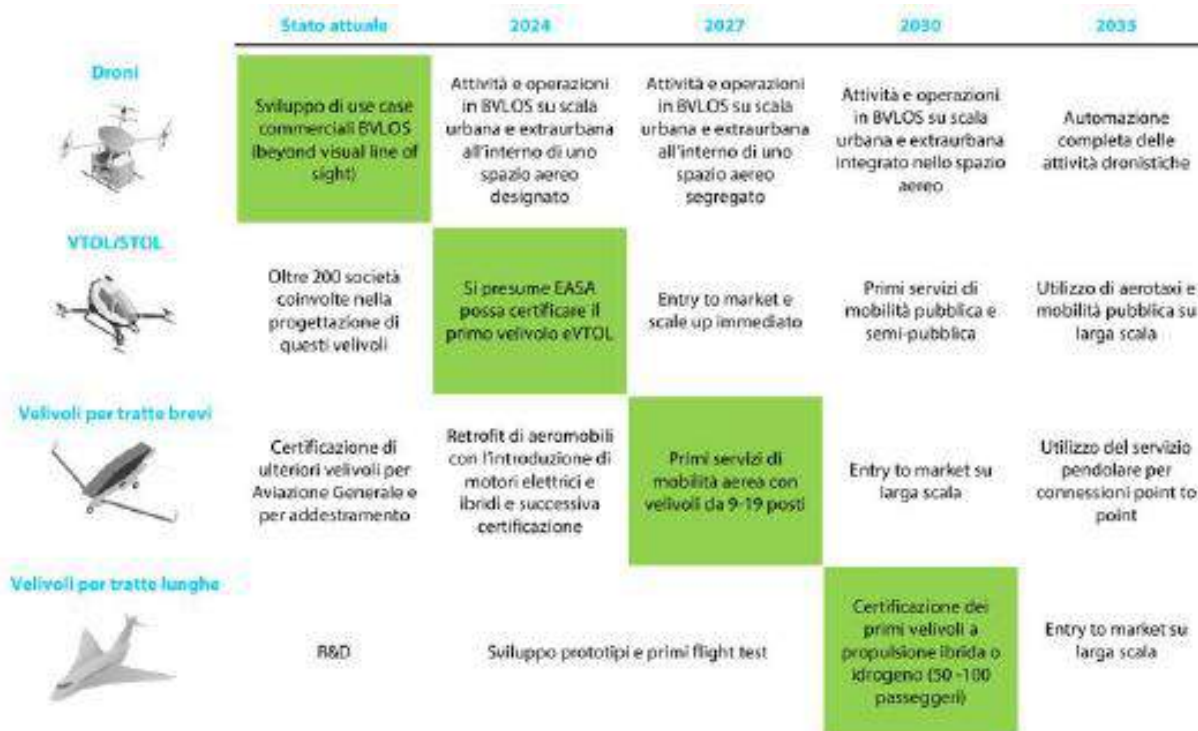 Stato attuale
2024
2027
2030
2035
Droni
Sviluppo di use case
commerciali BVLOS
(beyond visual line of
sight)
Attività e operazioni
in BVLOS su scala
urbana e extraurbana
all'interno di uno
spazio aereo
designato
Attività e operazioni
in BVLOS su scala
urbana e extraurbana
all'interno di uno
spazio aereo
segregato
Attività e operazioni
in BVLOS su scala
urbana e extraurbana
integrato nello spazio
aereo
Automazione
completa delle
attività dronistiche
VTOL/STOL
Oltre 200 società
coinvolte nella
progettazione di
questi velivoli
Si presume EASA
possa certificare il
primo velivolo eVTOL
Entry to market e
scale up immediato
Primi servizi di
mobilità pubblica e
semi-pubblica
Utilizzo di aerotaxi e
mobilità pubblica su
larga scala
Velivoli per tratte brevi
Certificazione di
ulteriori velivoli per
Aviazione Generale e
per addestramento
Retrofit di aeromobili
con l'introduzione di
motori elettrici e
ibridi e successiva
certificazione
Primi servizi di
mobilità aerea con
velivoli da 9-19 posti
Entry to market su
larga scala
Utilizzo del servizio
pendolare per
connessioni point to
point
Velivoli per tratte lunghe
R&D
Sviluppo prototipi e primi flight test
Certificazione dei
primi velivoli a
propulsione ibrida o
idrogeno (50 -100
passeggeri)
Entry to market su
larga scala